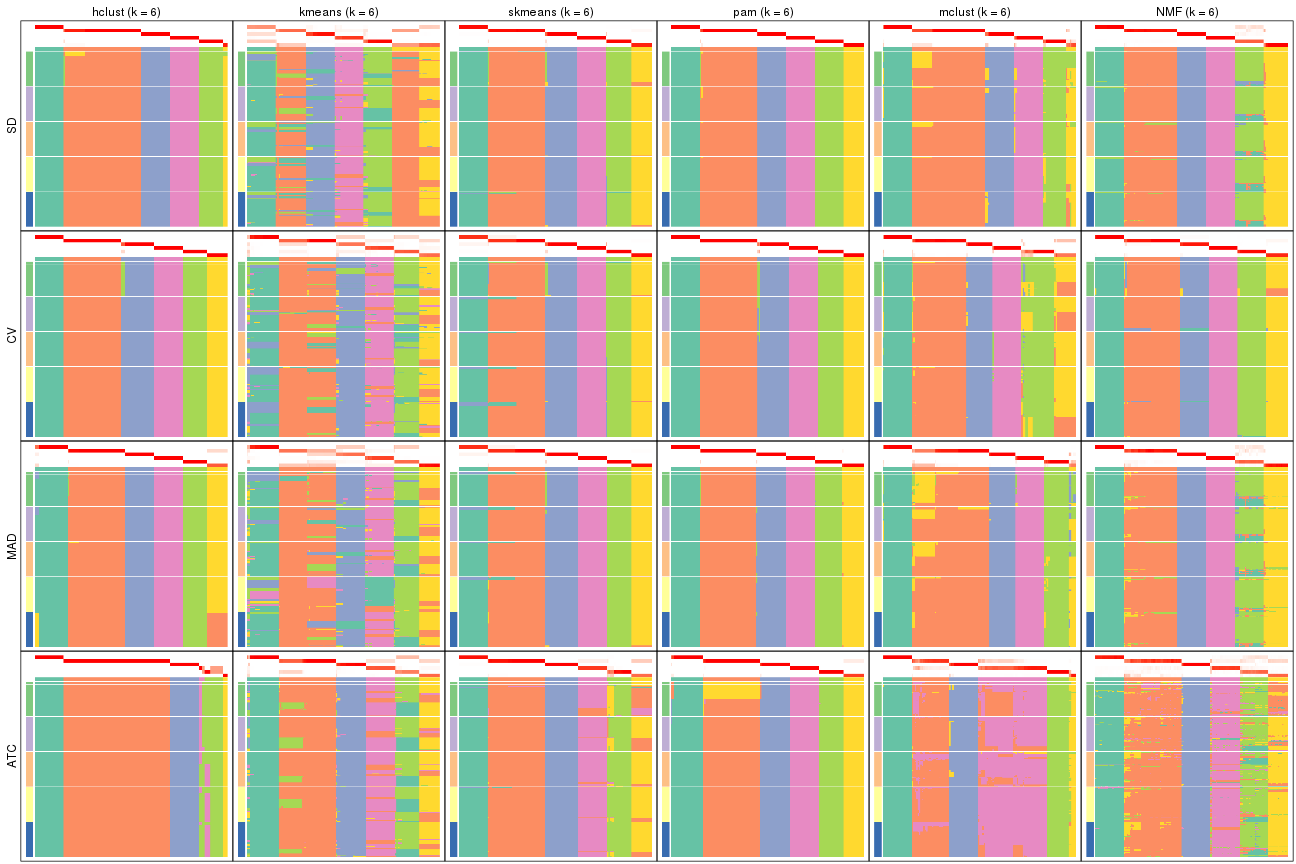 hclust (k = 6) kmeans (k = 6) skmeans (k = 6) pam (k = 6) mclust (k = 6) NMF (k = 6)
SD
CV
MAD
ATC